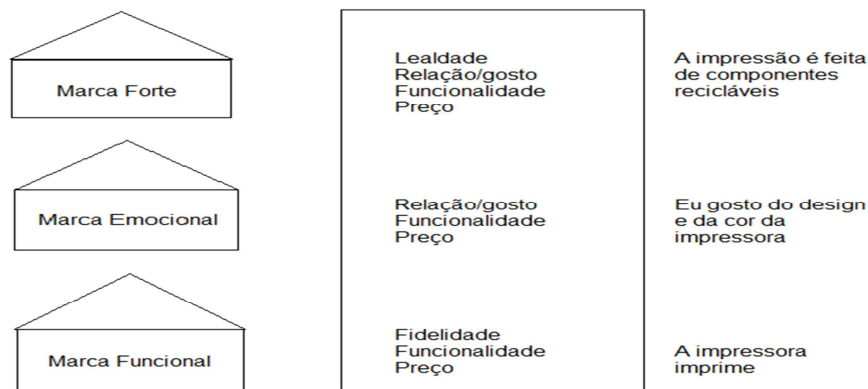 Marca Forte
Lealdade
Relação/gosto
Funcionalidade
Preço
A impressão é feita
de componentes
recicláveis
Marca Emocional
Relação/gosto
Funcionalidade
Preço
Eu gosto do design
e da cor da
impressora
Marca Funcional
Fidelidade
Funcionalidade
Preço
A impressora
imprime